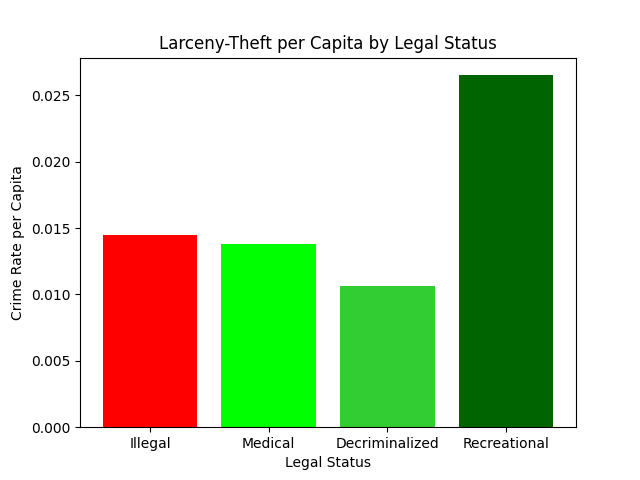 Larceny-Theft per Capita by Legal Status
Crime Rate per Capita
0.025
0.020
0.015
0.010
0.005
0.000
Illegal
Medical
Decriminalized
Recreational
Legal Status